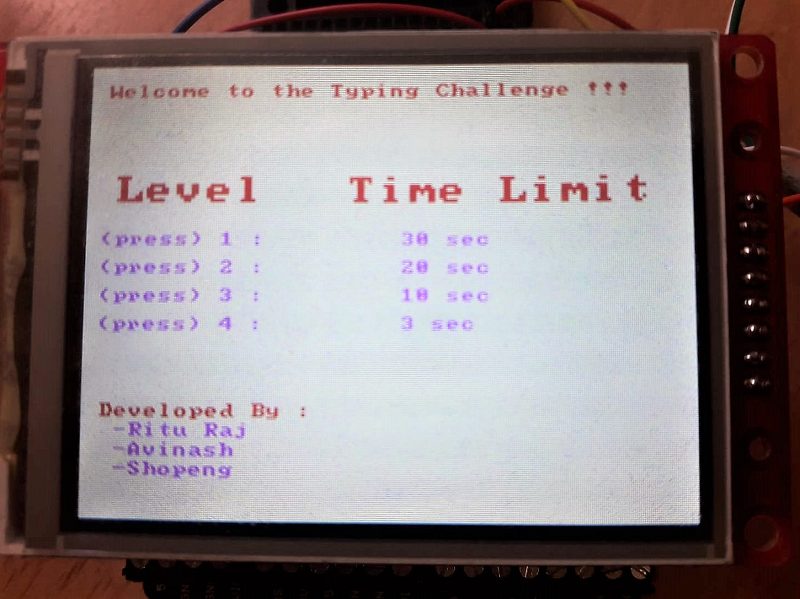 Welcome to the Typing Challenge !!!
Level Time Limit
(press) 1 : 30 sec
(press) 2 : 20 sec
(press) 3 : 10 sec
(press) 4 : 3 sec
Developed By :
-Ritu Raj
-Avinash
-Shopeng